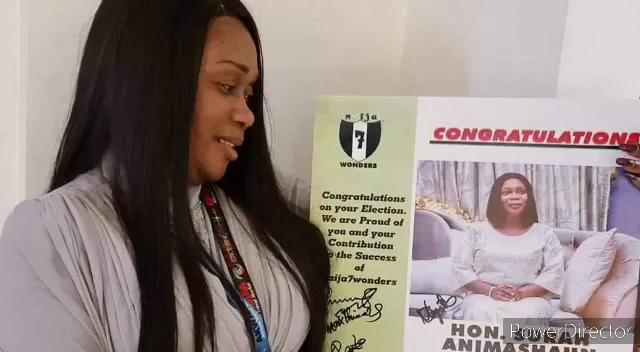 Naija
7
WONDERS
Congratulations
on your Election.
We are Proud of
you and your
Contribution
to the Success
of
aija7wonders
CONGRATULATIONS
HON.
ANIMASHAUN
PowerDirector